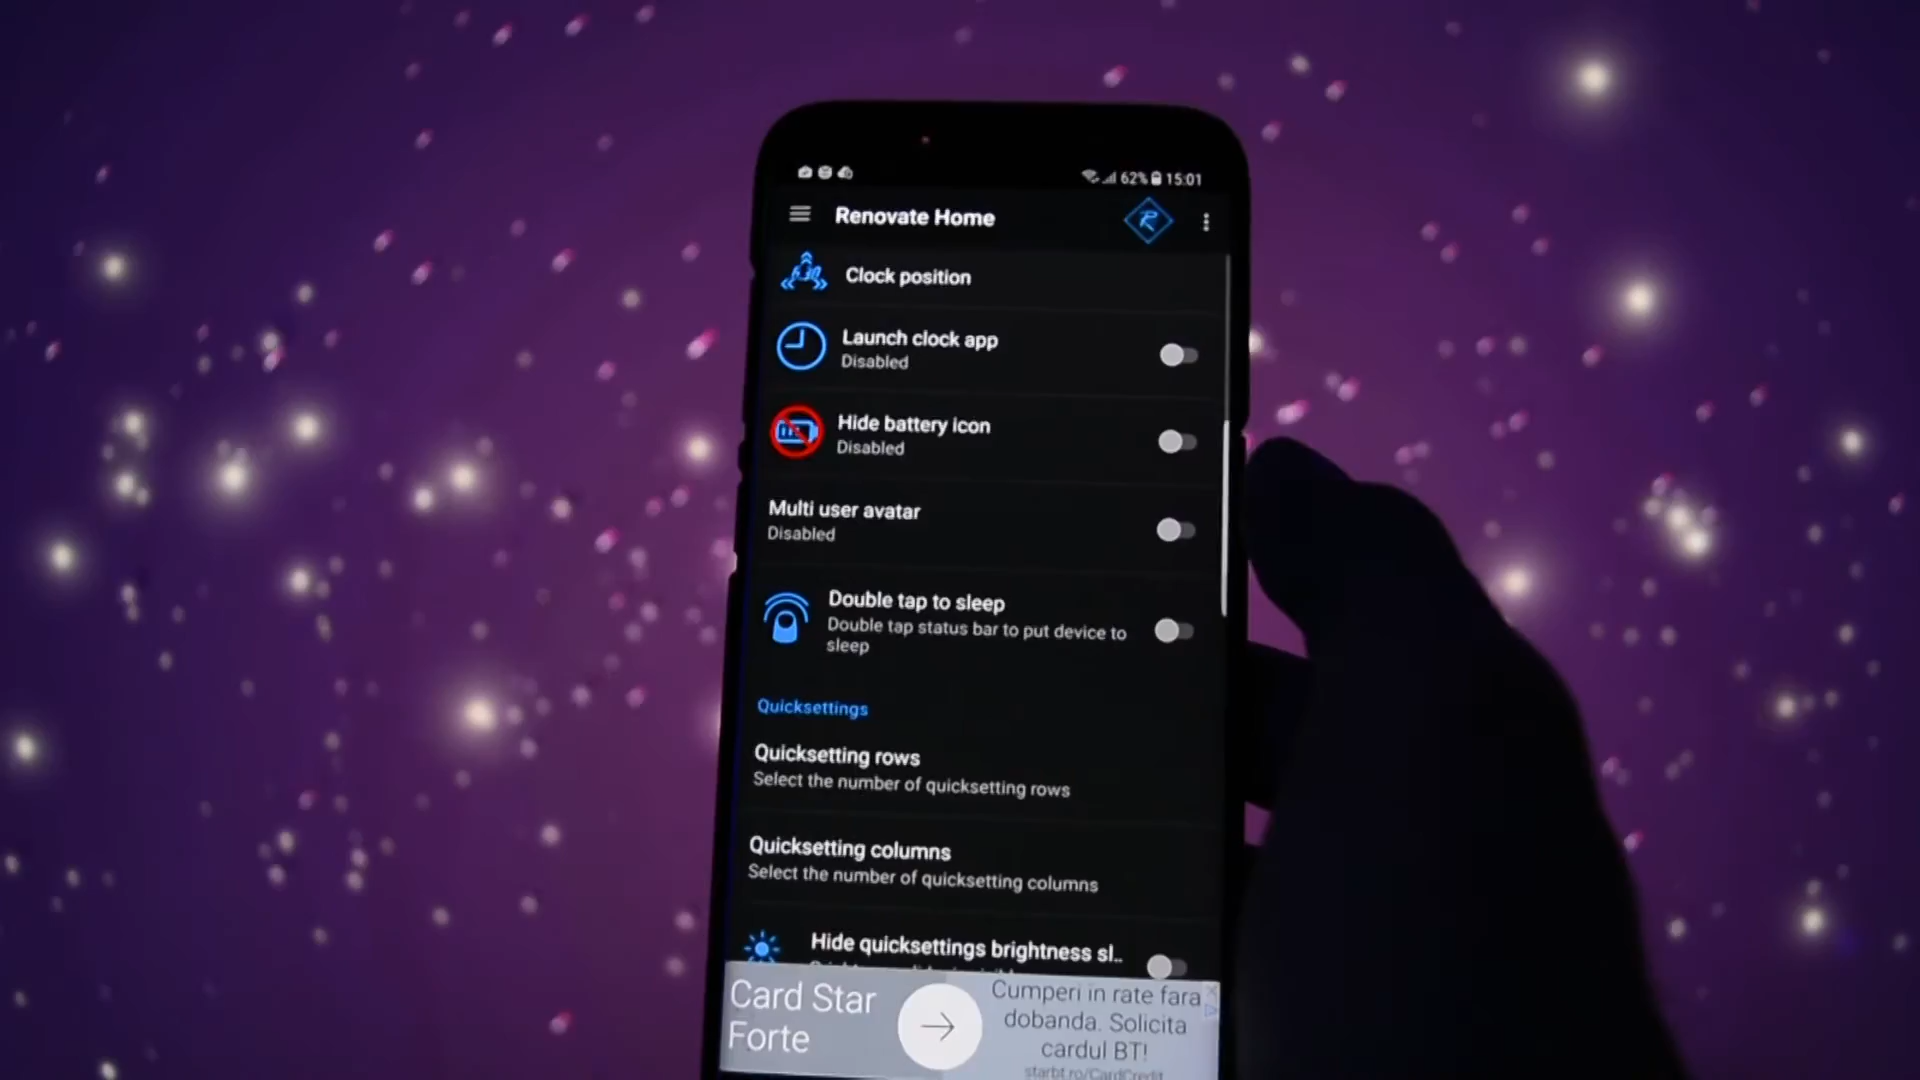 62% 15:01
Renovate Home
Clock position
Launch clock app
Disabled
Hide battery icon
Disabled
Multi user avatar
Disabled
Double tap to sleep
Double tap status bar to put device to
sleep
Quicksettings
Quicksetting rows
Select the number of quicksetting rows
Quicksetting columns
Select the number of quicksetting columns
Hide quicksettings brightness sl..
Card Star
Forte
Cumperi in rate fara
dobanda. Solicita
cardul BT!
starbt.ro/CardCredit